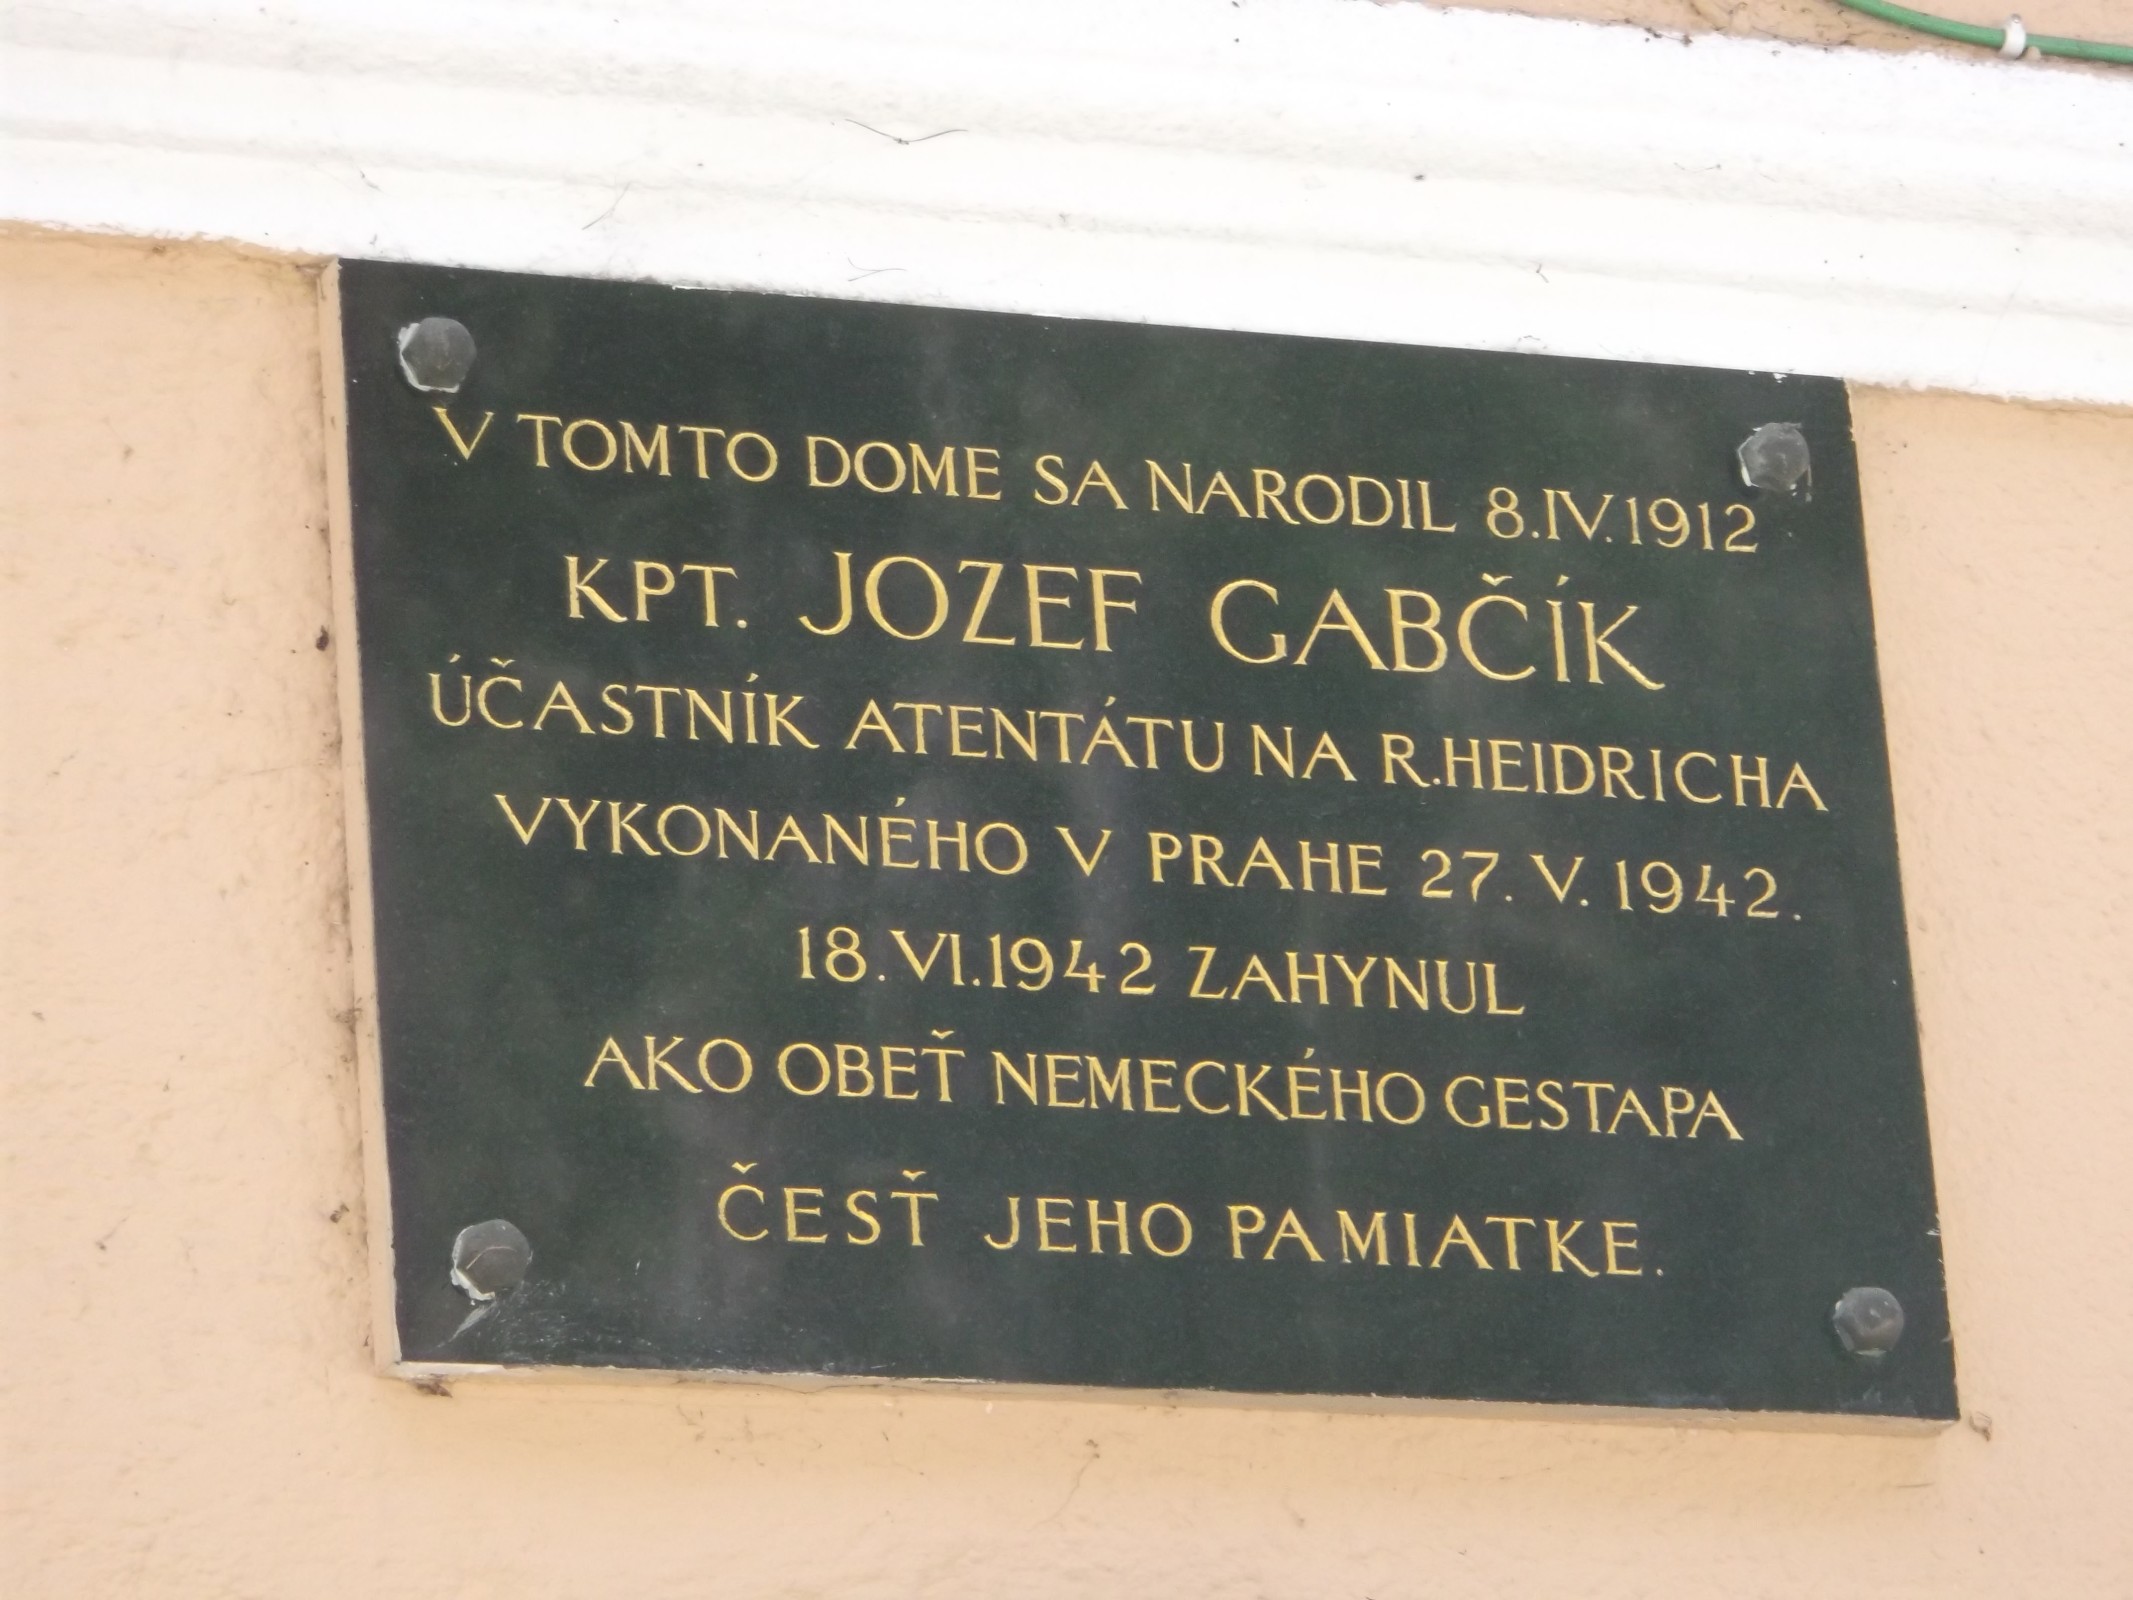 V TOMTO DOME SA NARODIL 8.IV.1912
KPT. JOZEF GABČÍK
ÚČASTNÍK ATENTÁTU NA R.HEIDRICHA
VYKONANÉHO V PRAHE 27.V.1942.
18.VI.1942 ZAHYNUL
AKO OBEŤ NEMECKÉHO GESTAPA
ČESŤ JEHO PAMIATKE.